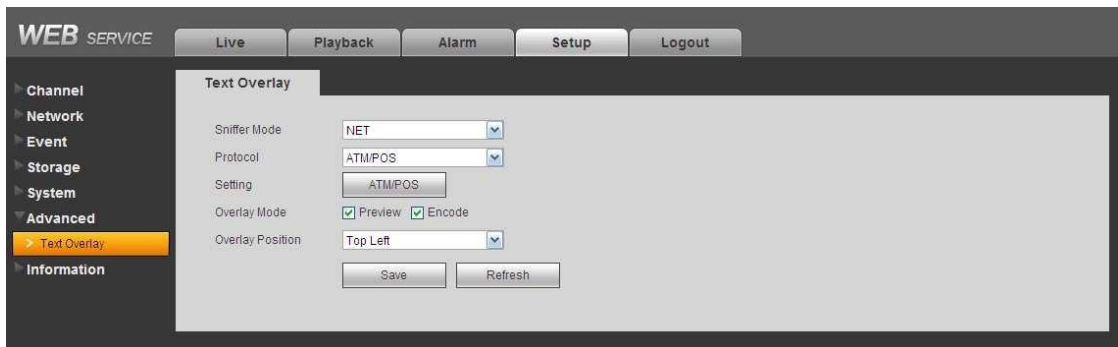 WEB SERVICE
Live Playback Alarm Setup Logout
Channel
Network
Event
Storage
System
Advanced
> Text Overlay
Information
Text Overlay
Sniffer Mode NET
Protocol ATM/POS
Setting ATM/POS
Overlay Mode Preview Encode
Overlay Position Top Left
Save Refresh